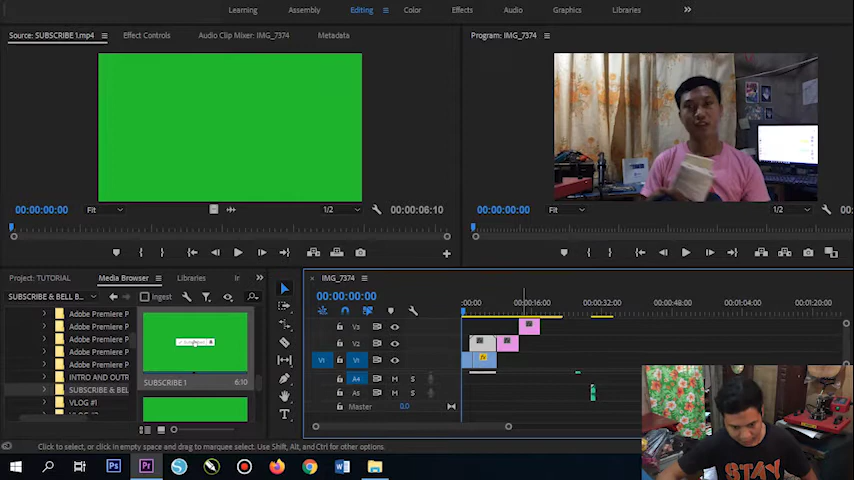 Learning Assembly Editing Color Effects Audio Graphics Libraries
Source: SUBSCRIBE 1.mp4 Effect Controls Audio Clip Mixer: IMG_7374 Metadata
Program: IMG_7374
00:00:00:00 Fit 1/2 00:00:06:10
00:00:00:00 Fit 1/2 00:
Project: TUTORIAL Media Browser Libraries
SUBSCRIBE & BELL B... Ingest
Adobe Premiere P
Adobe Premiere P
Adobe Premiere P
Adobe Premiere P
Adobe Premiere P
INTRO AND OUTR
SUBSCRIBE & BEL
VLOG #1
SUBSCRIBE 1 6:10
IMG_7374
00:00:00:00
:00:00 00:00:16:00 00:00:32:00 00:00:48:00 00:01:04:00 00:01:20:00
V3
V2
V1 V1
A4 M S
A5 M S
Master 0.0
Click to select, or click in empty space and drag to marquee select. Use Shift, Alt, and Ctrl for other options.
Ps Pr W
STAY